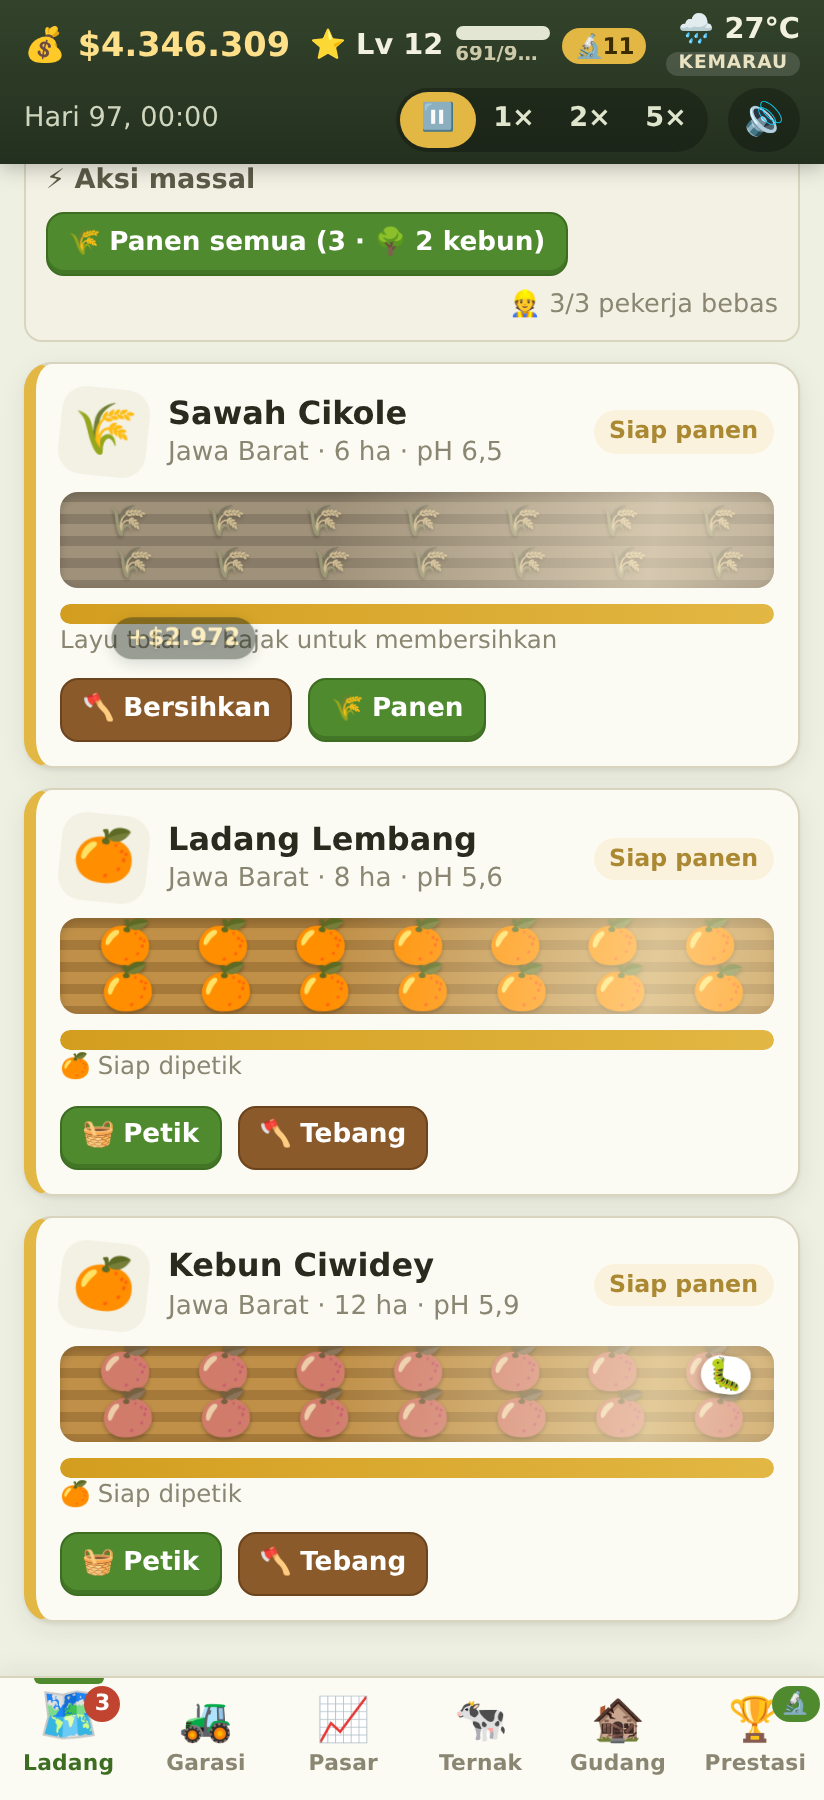 $4.346.309
Lv 12
691/9…
11
27°C
KEMARAU
Hari 97, 00:00
1×
2×
5×
Aksi massal
Panen semua (3 · 2 kebun)
3/3 pekerja bebas
Sawah Cikole
Jawa Barat · 6 ha · pH 6,5
Siap panen
+$2.972
Layu total — bajak untuk membersihkan
Bersihkan
Panen
Ladang Lembang
Jawa Barat · 8 ha · pH 5,6
Siap panen
Siap dipetik
Petik
Tebang
Kebun Ciwidey
Jawa Barat · 12 ha · pH 5,9
Siap panen
Siap dipetik
Petik
Tebang
3
Ladang
Garasi
Pasar
Ternak
Gudang
Prestasi